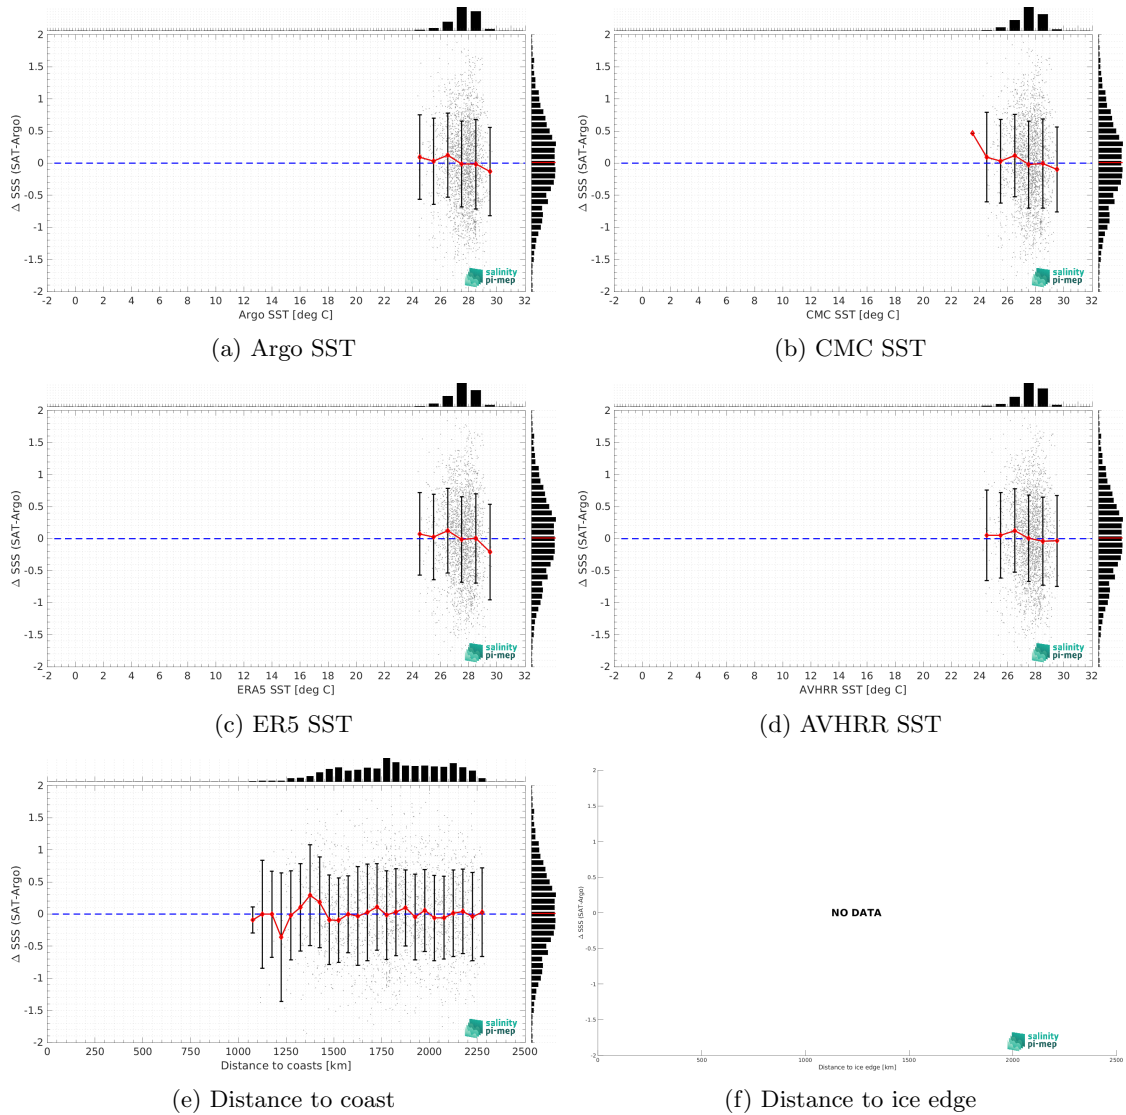 2
1.5
1
0.5
0
-0.5
-1
-1.5
-2
Δ SSS (SAT-Argo)
salinity
pi-mep
-2 0 2 4 6 8 10 12 14 16 18 20 22 24 26 28 30 32
Argo SST [deg C]
(a) Argo SST
2
1.5
1
0.5
0
-0.5
-1
-1.5
-2
Δ SSS (SAT-Argo)
salinity
pi-mep
-2 0 2 4 6 8 10 12 14 16 18 20 22 24 26 28 30 32
CMC SST [deg C]
(b) CMC SST
2
1.5
1
0.5
0
-0.5
-1
-1.5
-2
Δ SSS (SAT-Argo)
salinity
pi-mep
-2 0 2 4 6 8 10 12 14 16 18 20 22 24 26 28 30 32
ERA5 SST [deg C]
(c) ER5 SST
2
1.5
1
0.5
0
-0.5
-1
-1.5
-2
Δ SSS (SAT-Argo)
salinity
pi-mep
-2 0 2 4 6 8 10 12 14 16 18 20 22 24 26 28 30 32
AVHRR SST [deg C]
(d) AVHRR SST
2
1.5
1
0.5
0
-0.5
-1
-1.5
-2
Δ SSS (SAT-Argo)
salinity
pi-mep
0 250 500 750 1000 1250 1500 1750 2000 2250 2500
Distance to coasts [km]
(e) Distance to coast
2
1.5
1
0.5
0
-0.5
-1
-1.5
-2
Δ SSS (SAT-Argo)
NO DATA
salinity
pi-mep
0 500 1000 1500 2000 2500
Distance to ice edge [km]
(f) Distance to ice edge